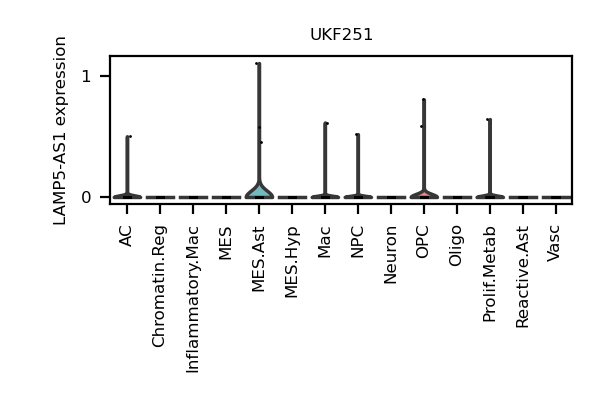 UKF251
LAMP5-AS1 expression
1
0
AC
Chromatin.Reg
Inflammatory.Mac
MES
MES.Ast
MES.Hyp
Mac
NPC
Neuron
OPC
Oligo
Prolif.Metab
Reactive.Ast
Vasc